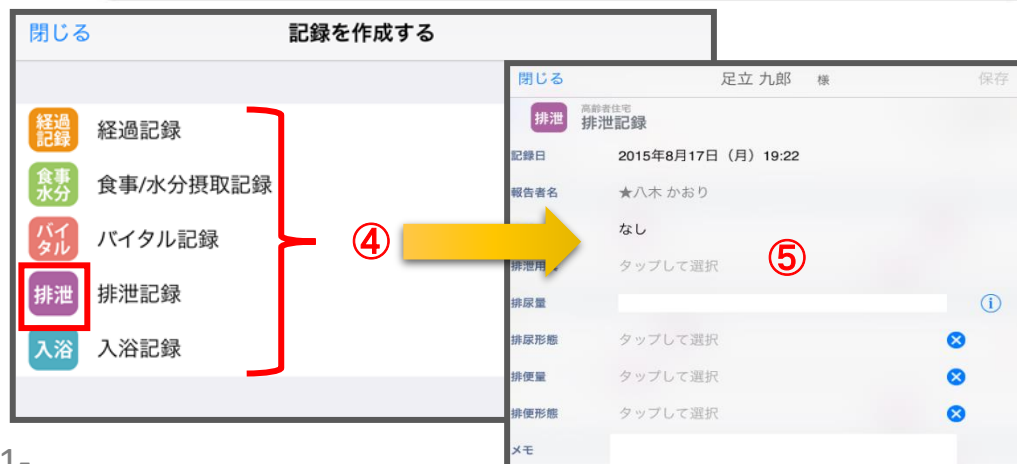 閉じる
記録を作成する
経過
記録
経過記録
食事
水分
食事/水分摂取記録
バイ
タル
バイタル記録
排泄
排泄記録
入浴
入浴記録
④
閉じる
足立 九郎 様
保存
排泄
高齢者住宅
排泄記録
記録日
2015年8月17日（月）19:22
報告者名
★八木 かおり
なし
排泄用
タップして選択
⑤
排尿量
排尿形態
タップして選択
排便量
タップして選択
排便形態
タップして選択
メモ
1-